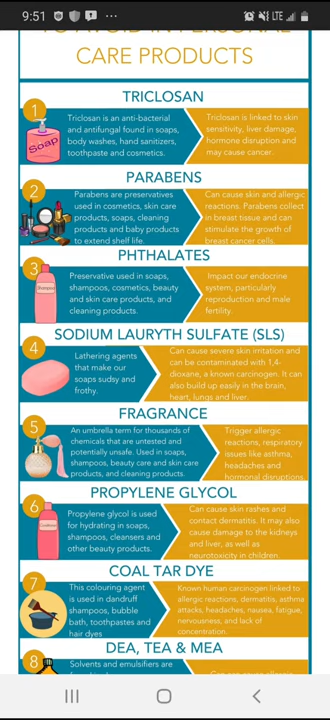 9:51
LTE
CARE PRODUCTS
TRICLOSAN
1
Soap
Triclosan is an anti-bacterial
and antifungal found in soaps,
body washes, hand sanitizers,
toothpaste and cosmetics.
Triclosan is linked to skin
sensitivity, liver damage,
hormone disruption and
may cause cancer.
PARABENS
2
Parabens are preservatives
used in cosmetics, skin care
products, soaps, cleaning
products and baby products
to extend shelf life.
Can cause skin and allergic
reactions. Parabens collect
in breast tissue and can
stimulate the growth of
breast cancer cells.
PHTHALATES
3
Shampoo
Preservative used in soaps,
shampoos, cosmetics, beauty
and skin care products, and
cleaning products.
Impact our endocrine
system, particularly
reproduction and male
fertility.
SODIUM LAURYTH SULFATE (SLS)
4
Lathering agents
that make our
soaps sudsy and
frothy.
Can cause severe skin irritation and
can be contaminated with 1,4-
dioxane, a known carcinogen. It can
also build up easily in the brain,
heart, lungs and liver.
FRAGRANCE
5
An umbrella term for thousands of
chemicals that are untested and
potentially unsafe. Used in soaps,
shampoos, beauty care and skin care
products, and cleaning products.
Trigger allergic
reactions, respiratory
issues like asthma,
headaches and
hormonal disruptions.
PROPYLENE GLYCOL
6
Conditioner
Propylene glycol is used
for hydrating in soaps,
shampoos, cleansers and
other beauty products.
Can cause skin rashes and
contact dermatitis. It may also
cause damage to the kidneys
and liver, as well as
neurotoxicity in children.
COAL TAR DYE
7
This colouring agent
is used in dandruff
shampoos, bubble
bath, toothpastes and
hair dyes
Known human carcinogen linked to
allergic reactions, dermatitis, asthma
attacks, headaches, nausea, fatigue,
nervousness, and lack of
concentration.
DEA, TEA & MEA
8
Solvents and emulsifiers are